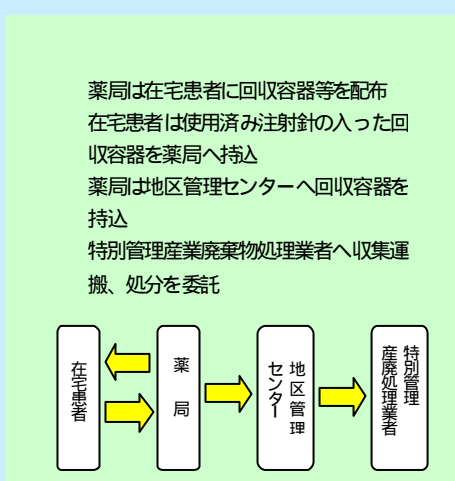 薬局は在宅患者に回収容器等を配布
在宅患者は使用済み注射針の入った回
収容器を薬局へ持込
薬局は地区管理センターへ回収容器を
持込
特別管理産業廃棄物処理業者へ収集運
搬、処分を委託
在宅患者
薬局
地区管理
センター
特別管理
産廃処理業者